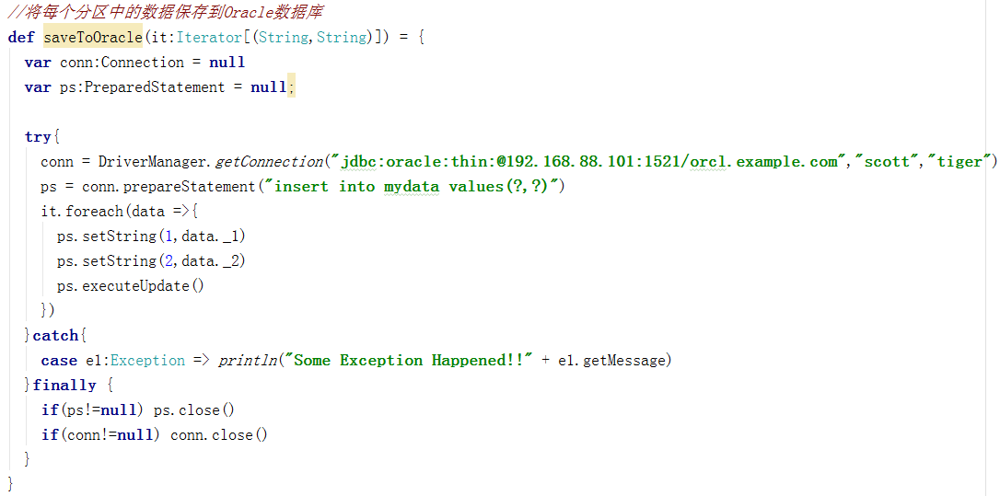 //将每个分区中的数据保存到Oracle数据库
def saveToOracle(it:Iterator[(String,String)]) = {
  var conn:Connection = null
  var ps:PreparedStatement = null;
  try{
    conn = DriverManager.getConnection("jdbc:oracle:thin:@192.168.88.101:1521/orcl.example.com","scott","tiger")
    ps = conn.prepareStatement("insert into mydata values(?,?)")
    it.foreach(data =>{
      ps.setString(1,data._1)
      ps.setString(2,data._2)
      ps.executeUpdate()
    })
  }catch{
    case e1:Exception => println("Some Exception Happened!!" + e1.getMessage)
  }finally {
    if(ps!=null) ps.close()
    if(conn!=null) conn.close()
  }
}